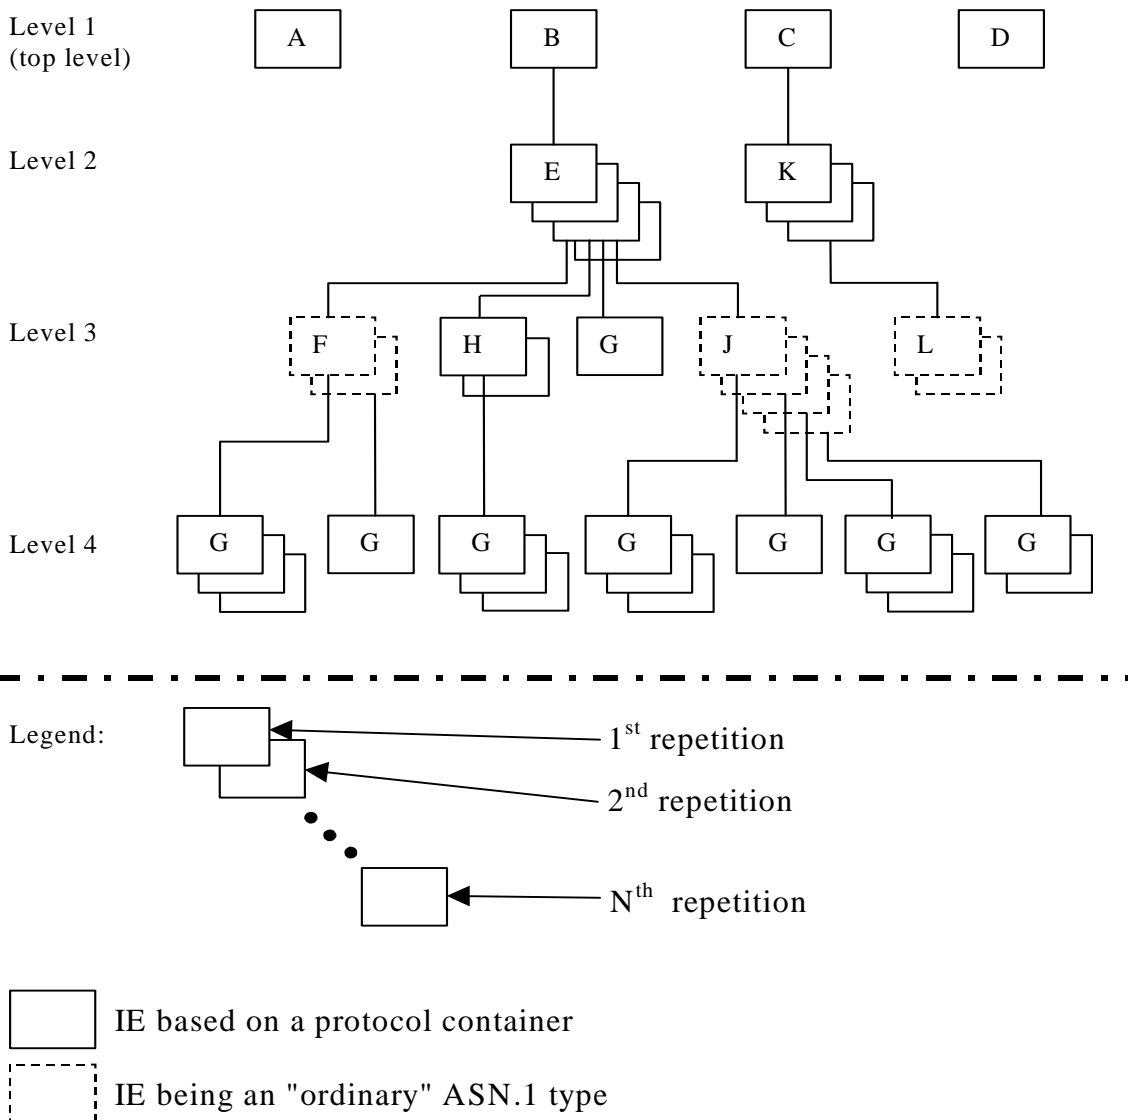 Level 1
(top level)
A B C D
Level 2
E K
Level 3
F H G J L
Level 4
G G G G G G G
Legend:
1st repetition
2nd repetition
Nth repetition
IE based on a protocol container
IE being an "ordinary" ASN.1 type